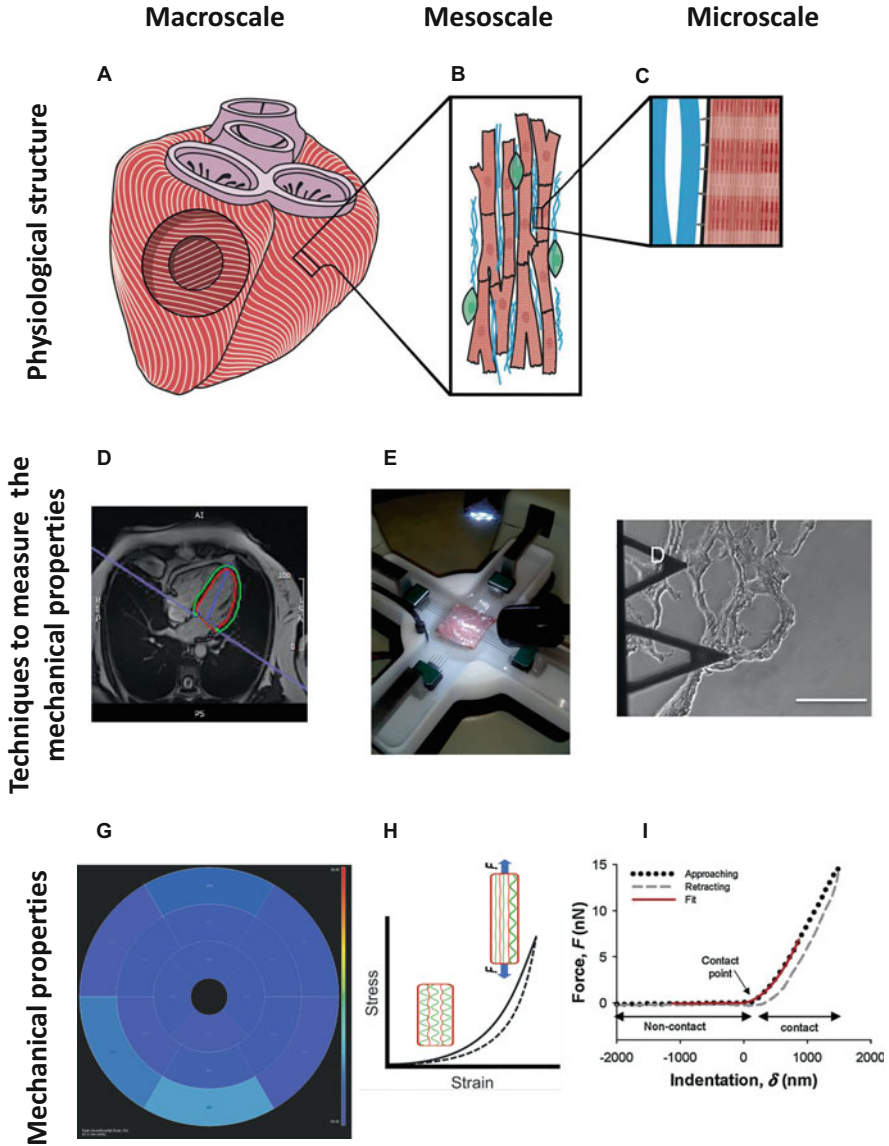 Macroscale Mesoscale Microscale
Physiological structure
A B C
Techniques to measure the
mechanical properties
D E
AI
PS
D
Mechanical properties
G H I
F
F
Stress
Strain
15
10
5
0
Approaching
Retracting
Fit
Contact
point
Non-contact contact
Force, F (nN)
-2000 -1000 0 1000
Indentation, δ (nm)